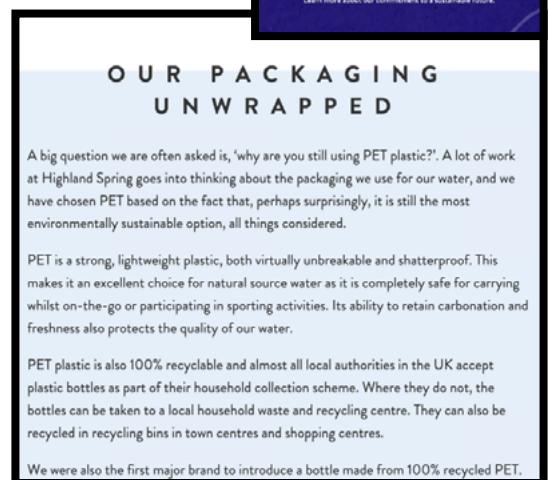 Learn more about our commitment to a sustainable future.
OUR PACKAGING
UNWRAPPED
A big question we are often asked is, 'why are you still using PET plastic?'. A lot of work
at Highland Spring goes into thinking about the packaging we use for our water, and we
have chosen PET based on the fact that, perhaps surprisingly, it is still the most
environmentally sustainable option, all things considered.
PET is a strong, lightweight plastic, both virtually unbreakable and shatterproof. This
makes it an excellent choice for natural source water as it is completely safe for carrying
whilst on-the-go or participating in sporting activities. Its ability to retain carbonation and
freshness also protects the quality of our water.
PET plastic is also 100% recyclable and almost all local authorities in the UK accept
plastic bottles as part of their household collection scheme. Where they do not, the
bottles can be taken to a local household waste and recycling centre. They can also be
recycled in recycling bins in town centres and shopping centres.
We were also the first major brand to introduce a bottle made from 100% recycled PET.